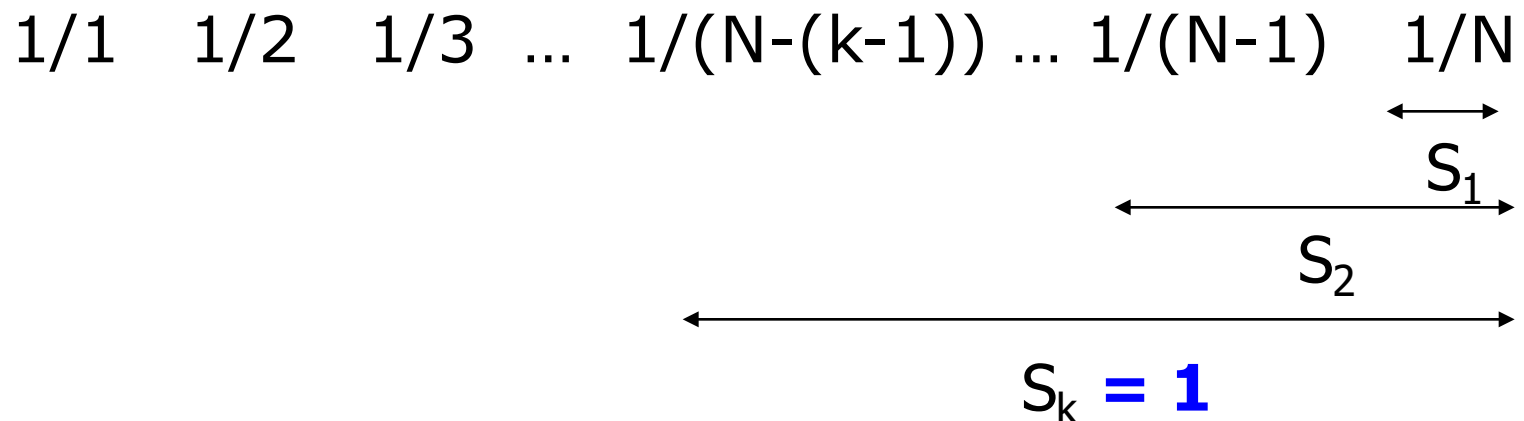 1/1 1/2 1/3 … 1/(N-(k-1)) … 1/(N-1) 1/N
S₁
S₂
Sₖ = 1